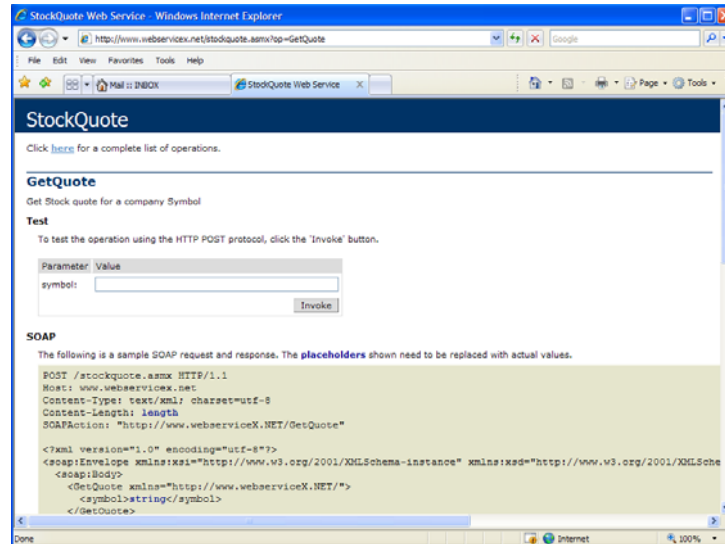 StockQuote Web Service - Windows Internet Explorer
http://www.webservicex.net/stockquote.asmx?op=GetQuote
Google
File Edit View Favorites Tools Help
Mail :: INBOX
StockQuote Web Service
X
Page
Tools
StockQuote
Click here for a complete list of operations.
GetQuote
Get Stock quote for a company Symbol
Test
To test the operation using the HTTP POST protocol, click the 'Invoke' button.
Parameter Value
symbol:
Invoke
SOAP
The following is a sample SOAP request and response. The placeholders shown need to be replaced with actual values.
POST /stockquote.asmx HTTP/1.1
Host: www.webservicex.net
Content-Type: text/xml; charset=utf-8
Content-Length: length
SOAPAction: "http://www.webserviceX.NET/GetQuote"
<?xml version="1.0" encoding="utf-8"?>
<soap:Envelope xmlns:xsi="http://www.w3.org/2001/XMLSchema-instance" xmlns:xsd="http://www.w3.org/2001/XMLSche
<soap:Body>
<GetQuote xmlns="http://www.webserviceX.NET/">
<symbol>string</symbol>
</GetQuote>
Done
Internet
100%